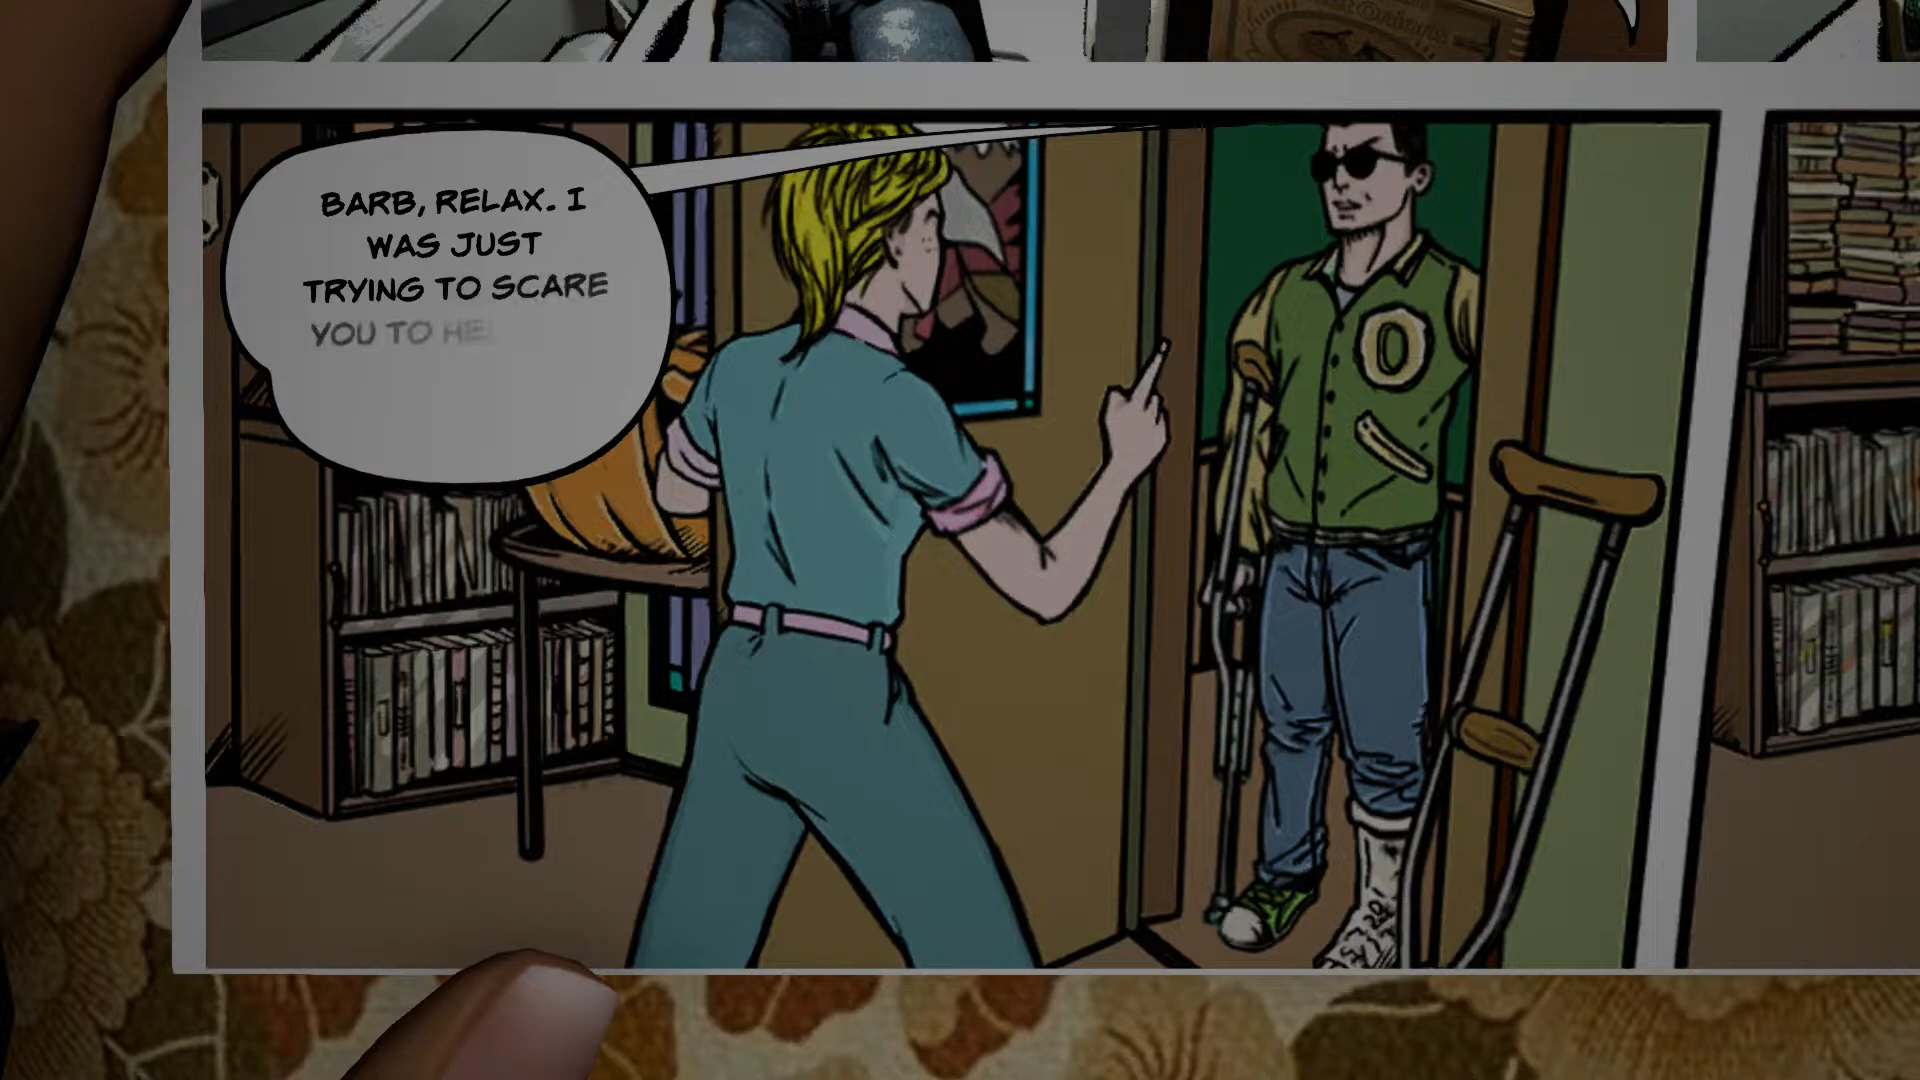 BARB, RELAX. I
WAS JUST
TRYING TO SCARE
YOU TO
O